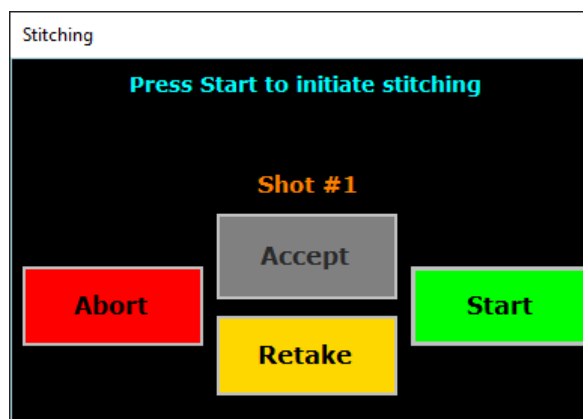 Stitching
Press Start to initiate stitching
Shot #1
Accept
Abort
Start
Retake